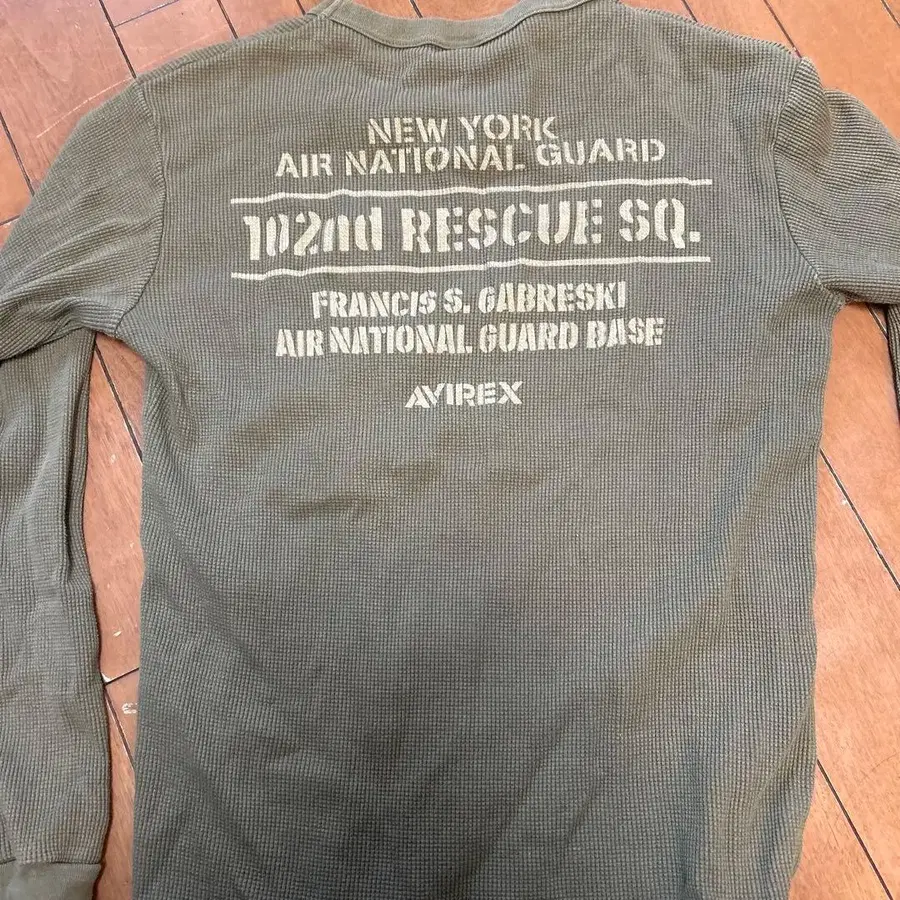 NEW YORK
AIR NATIONAL GUARD
102nd RESCUE SQ.
FRANCIS S. GABRESKI
AIR NATIONAL GUARD BASE
AVIREX